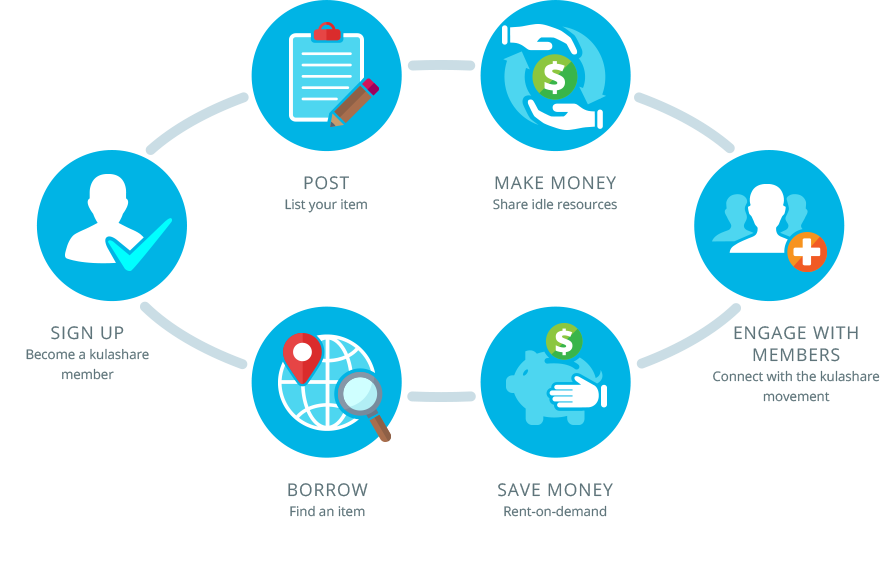 POST
List your item
MAKE MONEY
Share idle resources
SIGN UP
Become a kulashare
member
ENGAGE WITH
MEMBERS
Connect with the kulashare
movement
BORROW
Find an item
SAVE MONEY
Rent-on-demand
$
$